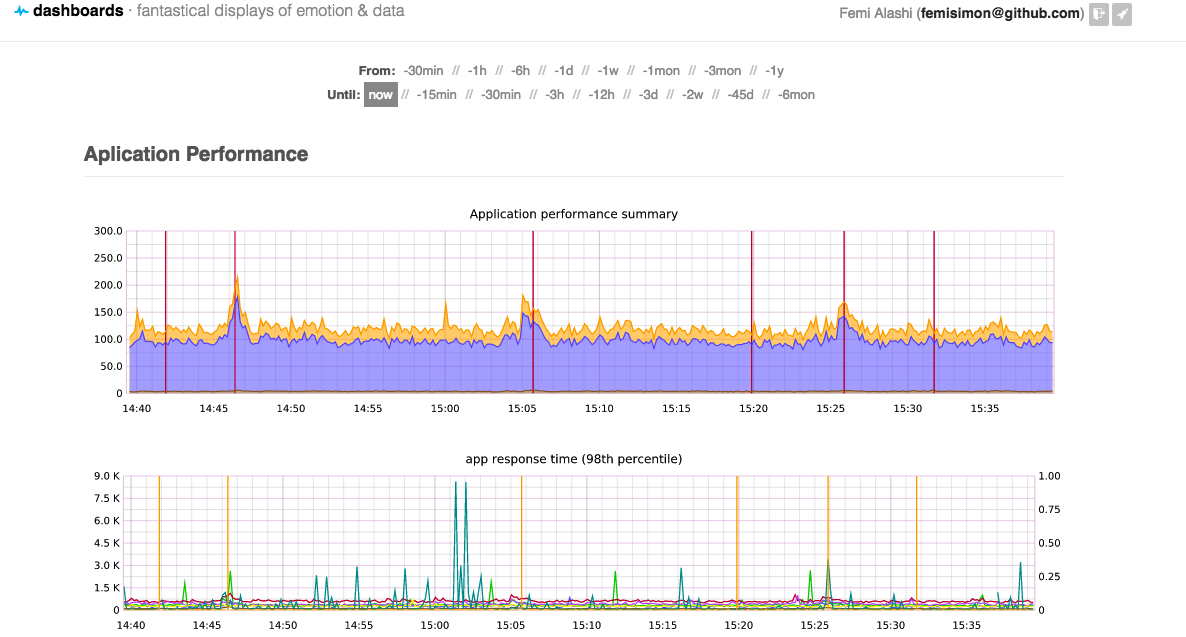 dashboards · fantastical displays of emotion & data
Femi Alashi (femisimon@github.com)
From: -30min // -1h // -6h // -1d // -1w // -1mon // -3mon // -1y
Until: now // -15min // -30min // -3h // -12h // -3d // -2w // -45d // -6mon
Aplication Performance
Application performance summary
300.0
250.0
200.0
150.0
100.0
50.0
0
14:40 14:45 14:50 14:55 15:00 15:05 15:10 15:15 15:20 15:25 15:30 15:35
app response time (98th percentile)
9.0 K 1.00
7.5 K 0.75
6.0 K
4.5 K 0.50
3.0 K 0.25
1.5 K
0 0
14:40 14:45 14:50 14:55 15:00 15:05 15:10 15:15 15:20 15:25 15:30 15:35